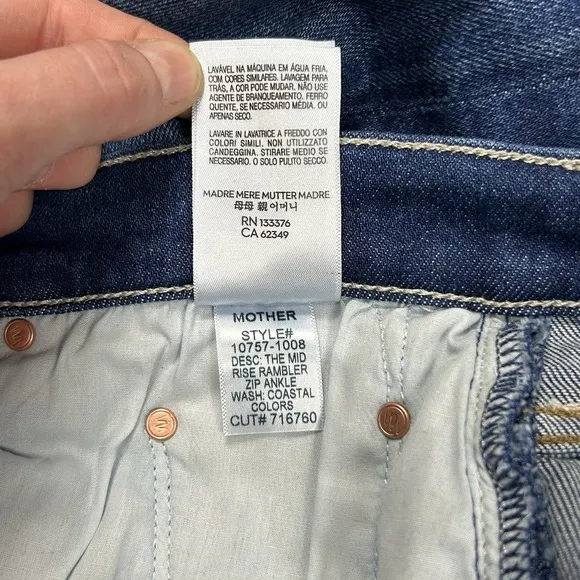 LAVÁVEL NA MÁQUINA EM ÁGUA FRIA,
COM CORES SIMILARES. LAVAGEM PARA
TRÁS, A COR PODE MUDAR. NÃO USE
AGENTE DE BRANQUEAMENTO. FERRO
QUENTE, SE NECESSARIO MÉDIA. OU
APENAS SECO.
LAVARE IN LAVATRICE A FREDDO CON
COLORI SIMILI. NON UTILIZZATO
CANDEGGINA. STIRARE MEDIO SE
NECESSARIO. O SOLO PULITO SECCO.
MADRE MERE MUTTER MADRE
母母 親 어머니
RN 133376
CA 62349
MOTHER
STYLE#
10757-1008
DESC: THE MID
RISE RAMBLER
ZIP ANKLE
WASH: COASTAL
COLORS
CUT# 716760